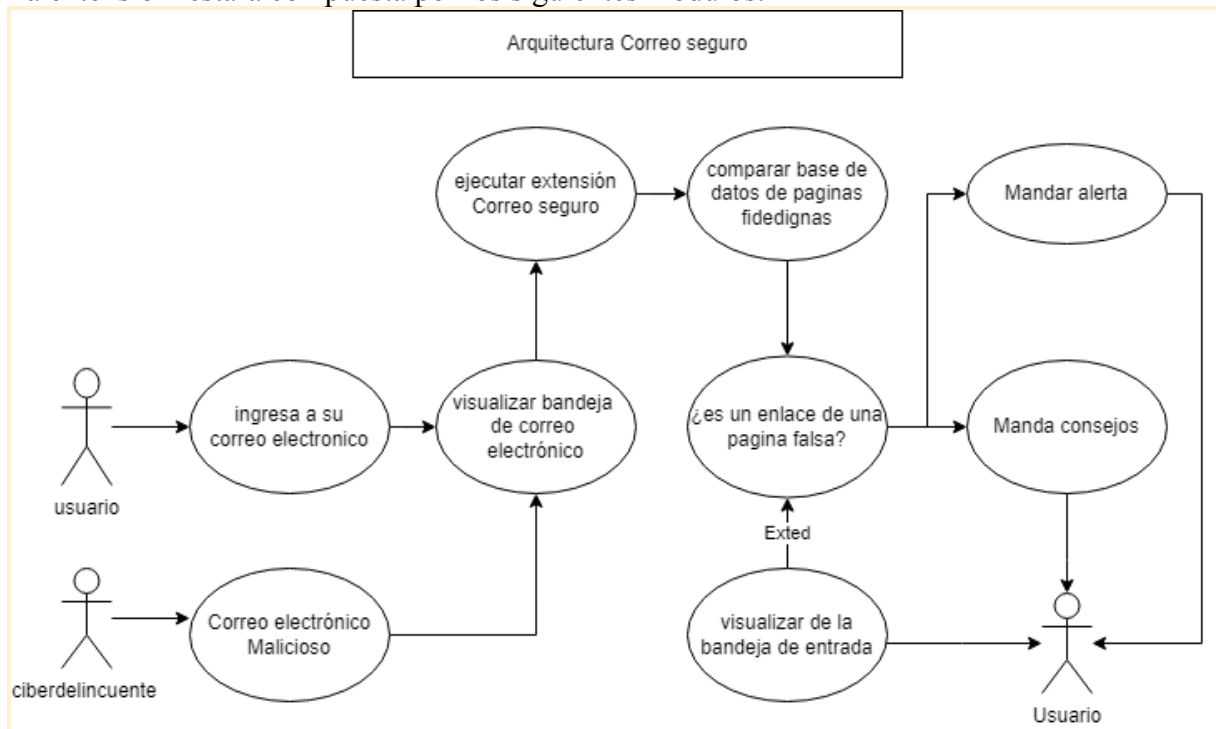 Arquitectura Correo seguro
ejecutar extensión
Correo seguro
comparar base de
datos de paginas
fidedignas
Mandar alerta
ingresa a su
correo electronico
visualizar bandeja
de correo
electrónico
¿es un enlace de una
pagina falsa?
Manda consejos
usuario
Exted
Correo electrónico
Malicioso
visualizar de la
bandeja de entrada
ciberdelincuente
Usuario